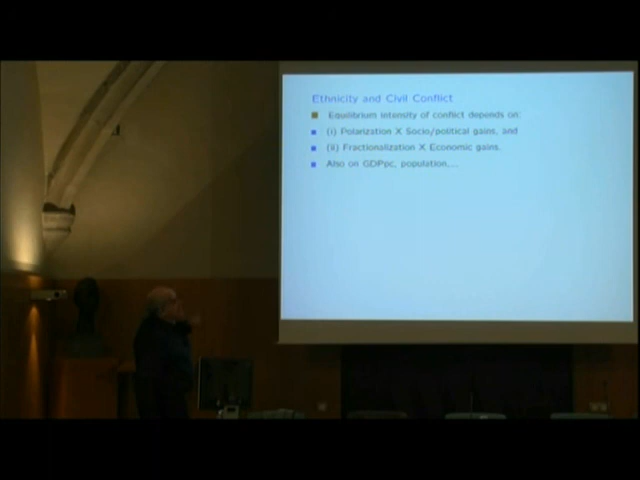 Ethnicity and Civil Conflict
Equilibrium intensity of conflict depends on:
(i) Polarization X Socio/political gains, and
(ii) Fractionalization X Economic gains.
Also on GDPpc, population,...